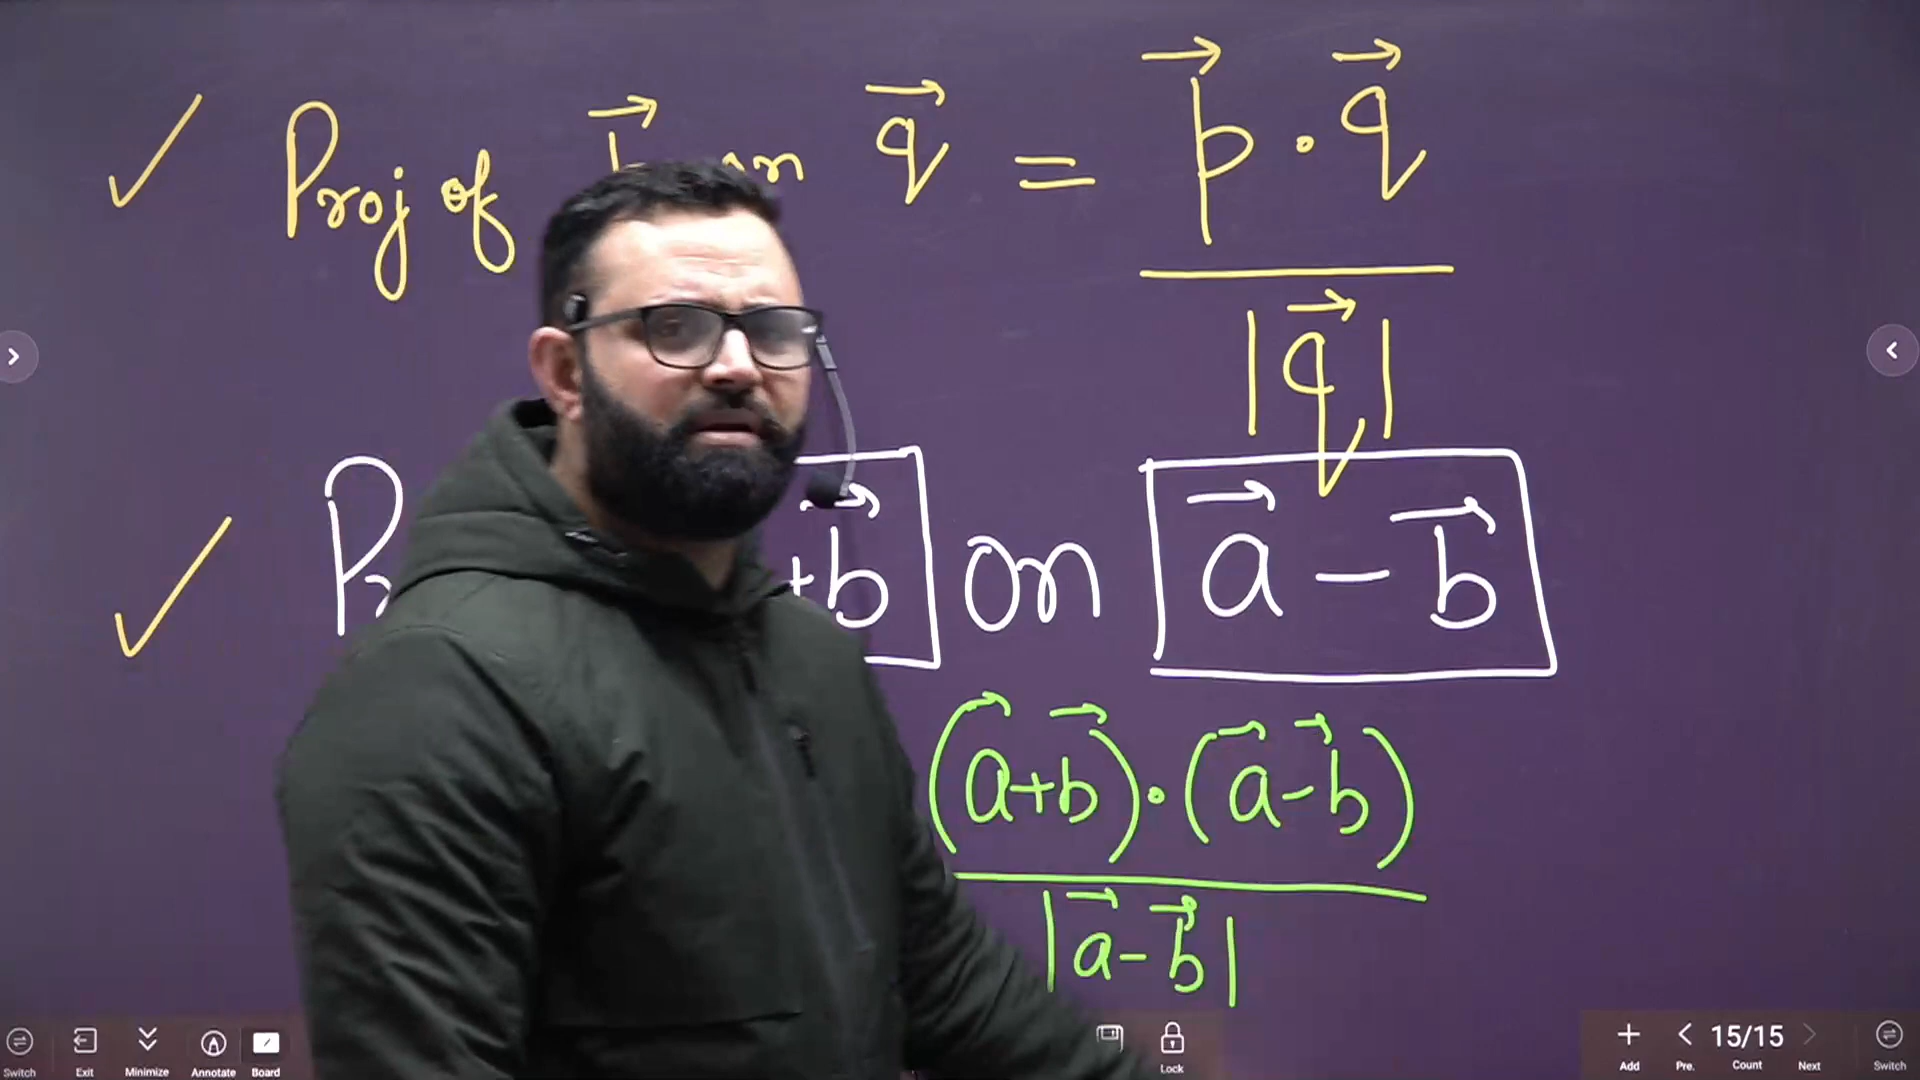 Proj of on q⃗ = p⃗ · q⃗
|q⃗|
+b⃗ on a⃗ − b⃗
(a⃗+b⃗)·(a⃗−b⃗)
|a⃗−b⃗|
Switch Exit Minimize Annotate Board Lock Add Pre. 15/15 Count Next Switch